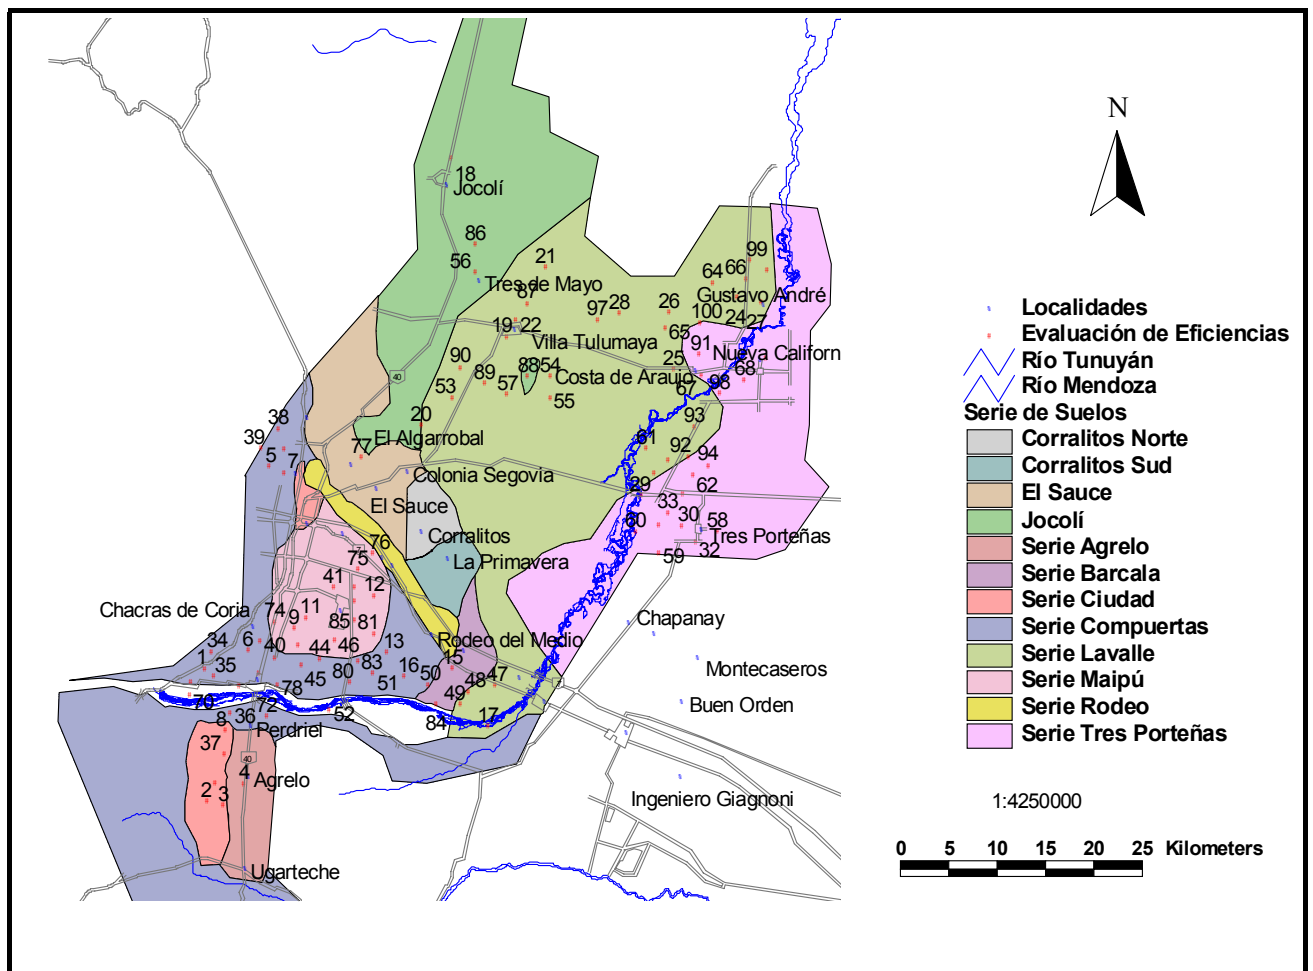 N
18
Jocolí
86
56
Tres de Mayo
21
87
97
28
26
64
66
99
Gustavo André
100
24
27
19
22
Villa Tulumaya
65
91
Nueva Californ
25
90
89
88
54
Costa de Araujo
98
68
53
57
55
67
20
93
38
39
El Algarrobal
77
61
92
5
7
Colonia Segovia
94
29
62
El Sauce
33
30
58
60
Corralitos
Tres Porteñas
76
75
La Primavera
59
32
41
12
Chacras de Coria
74
11
9
85
81
Chapanay
34
6
40
44
46
13
Rodeo del Medio
1
35
80
83
16
15
Montecaseros
78
45
51
50
48
47
49
70
72
52
84
17
Buen Orden
8
36
Perdriel
37
40
40
4
Agrelo
2
3
Ingeniero Giagnoni
Ugarteche
7
Localidades
Evaluación de Eficiencias
Río Tunuyán
Río Mendoza
Serie de Suelos
Corralitos Norte
Corralitos Sud
El Sauce
Jocolí
Serie Agrelo
Serie Barcala
Serie Ciudad
Serie Compuertas
Serie Lavalle
Serie Maipú
Serie Rodeo
Serie Tres Porteñas
1:4250000
0 5 10 15 20 25 Kilometers